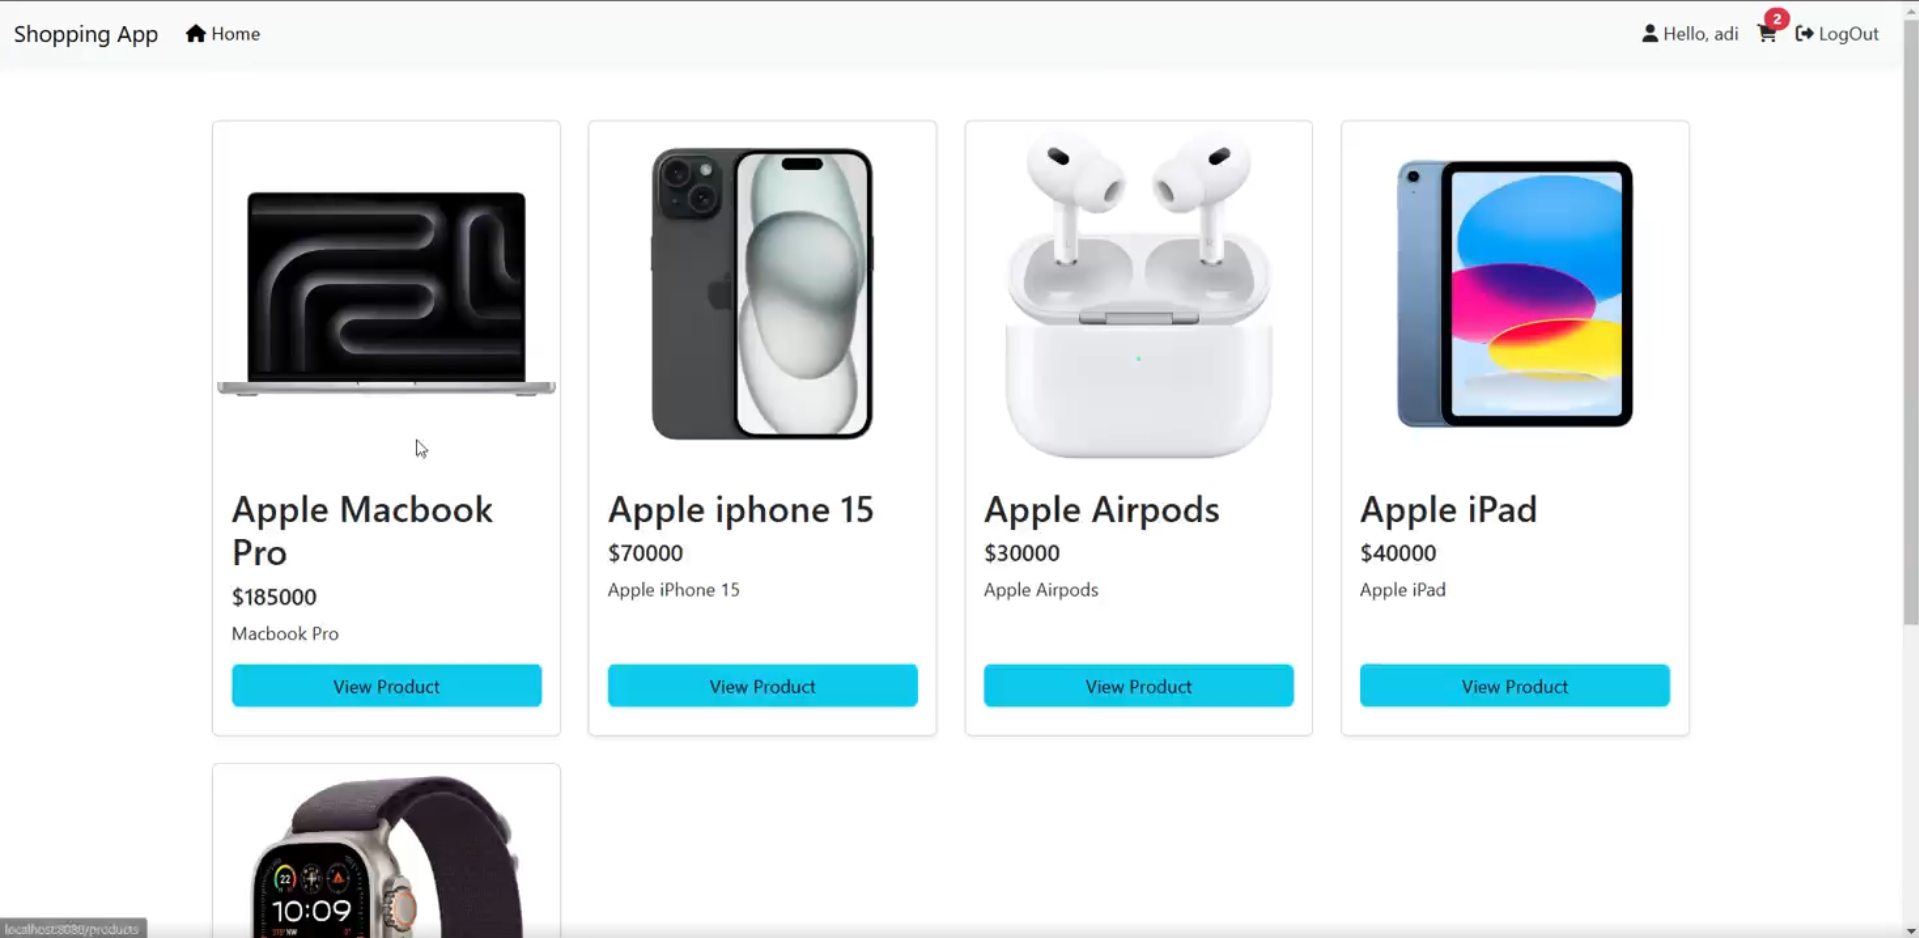 Shopping App Home Hello, adi 2 LogOut
Apple Macbook
Pro
$185000
Macbook Pro
View Product
Apple iphone 15
$70000
Apple iPhone 15
View Product
Apple Airpods
$30000
Apple Airpods
View Product
Apple iPad
$40000
Apple iPad
View Product
22
10:09
localhost:8080/products